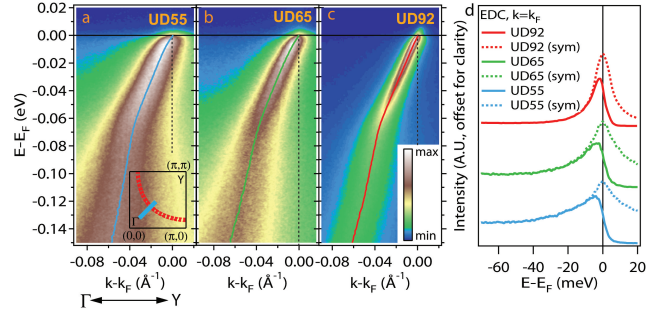 a UD55
b UD65
c UD92
d
E-E_F (eV)
0.00
-0.02
-0.04
-0.06
-0.08
-0.10
-0.12
-0.14
(π,π)
Y
Γ
(0,0) (π,0)
max
min
-0.08 -0.04 0.00
-0.08 -0.04 0.00
-0.08 -0.04 0.00
k-k_F (Å⁻¹)
k-k_F (Å⁻¹)
k-k_F (Å⁻¹)
Γ Y
Intensity (A.U., offset for clarity)
EDC, k=k_F
UD92
UD92 (sym)
UD65
UD65 (sym)
UD55
UD55 (sym)
-60 -40 -20 0 20
E-E_F (meV)